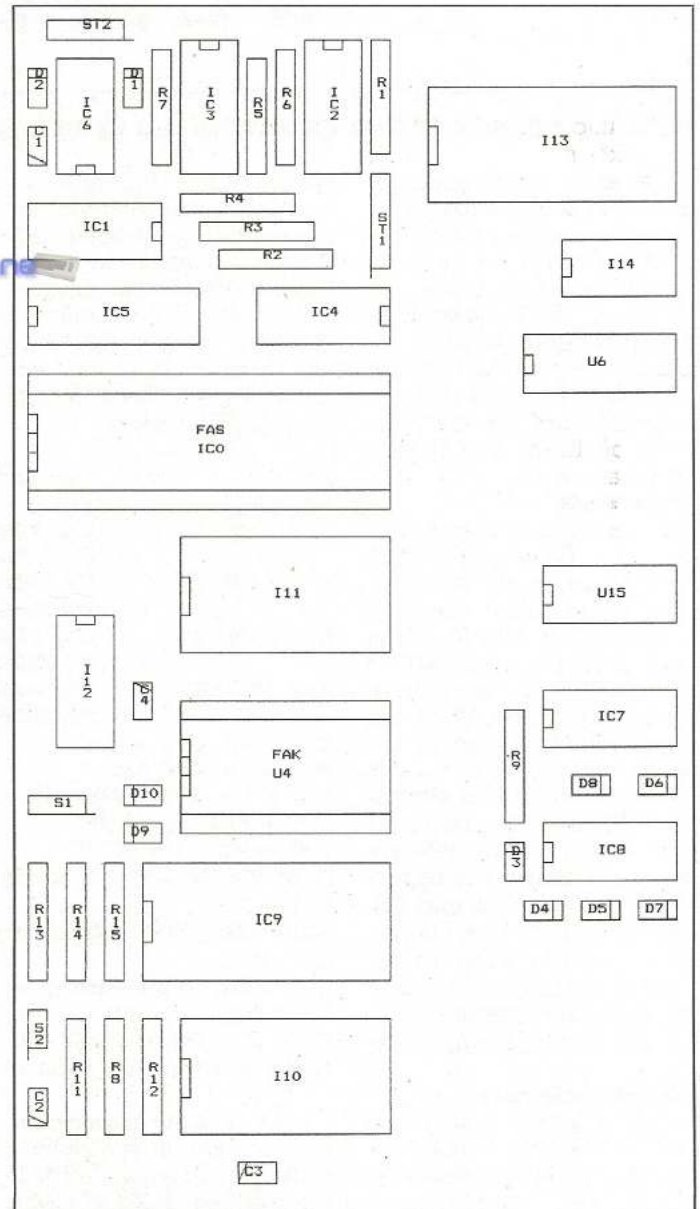 ST2
D2
IC6
D1
R7
IC3
R5
R6
IC2
R1
I13
C1
R4
R3
R2
ST1
IC1
I14
IC5
IC4
U6
FAS
IC0
I11
U15
I12
C4
FAK
U4
R9
IC7
D8
D6
S1
D10
D9
D3
IC8
D4
D5
D7
R13
R14
R15
IC9
S2
C2
R11
R8
R12
I10
C3